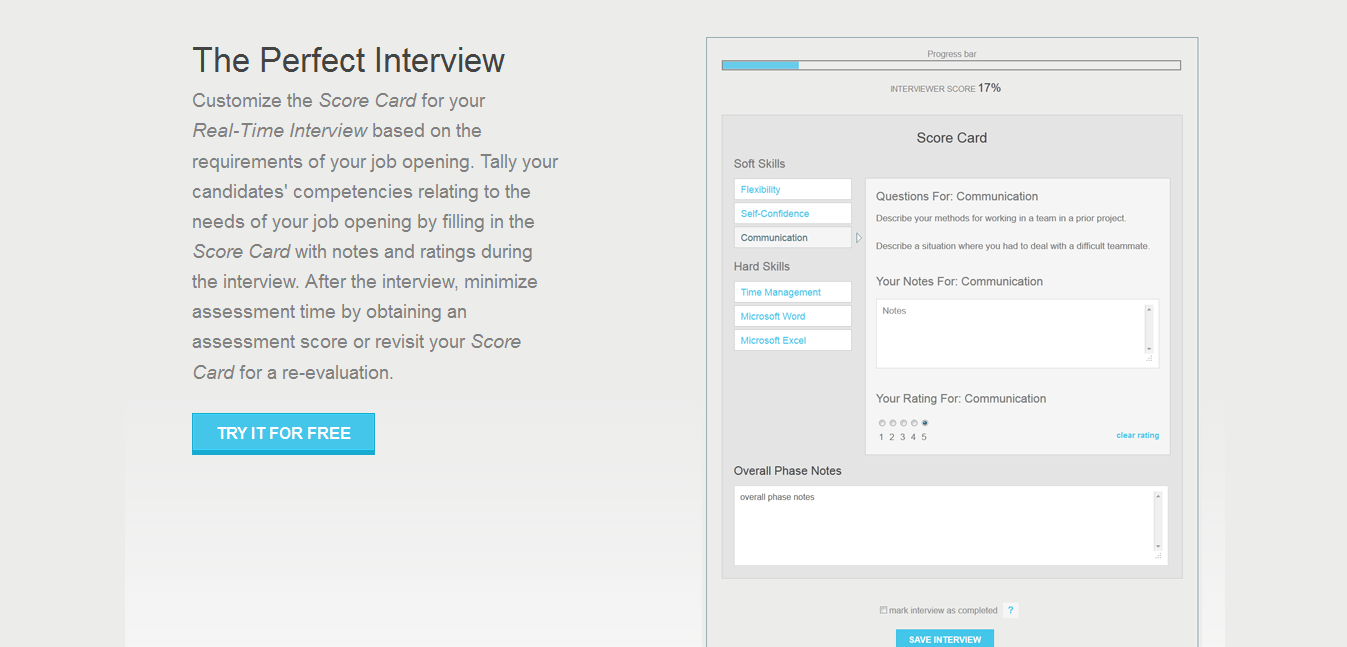 The Perfect Interview
Customize the Score Card for your
Real-Time Interview based on the
requirements of your job opening. Tally your
candidates' competencies relating to the
needs of your job opening by filling in the
Score Card with notes and ratings during
the interview. After the interview, minimize
assessment time by obtaining an
assessment score or revisit your Score
Card for a re-evaluation.
TRY IT FOR FREE
Progress bar
INTERVIEWER SCORE 17%
Score Card
Soft Skills
Flexibility
Self-Confidence
Communication
Hard Skills
Time Management
Microsoft Word
Microsoft Excel
Questions For: Communication
Describe your methods for working in a team in a prior project.
Describe a situation where you had to deal with a difficult teammate.
Your Notes For: Communication
Notes
Your Rating For: Communication
1 2 3 4 5
clear rating
Overall Phase Notes
overall phase notes
mark interview as completed ?
SAVE INTERVIEW